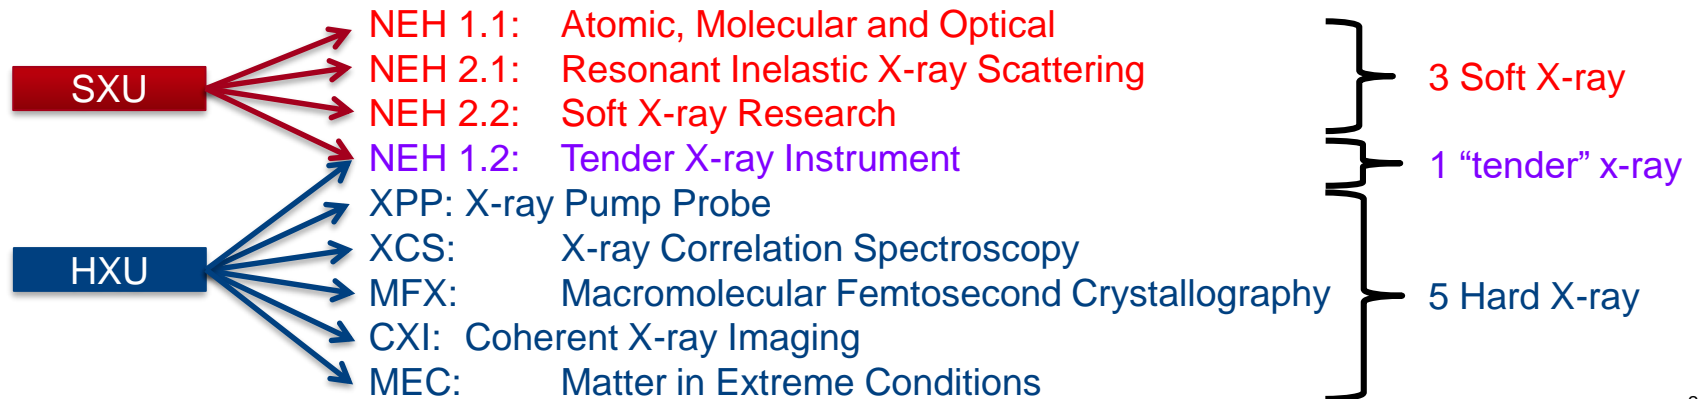 SXU
HXU
NEH 1.1: Atomic, Molecular and Optical
NEH 2.1: Resonant Inelastic X-ray Scattering
NEH 2.2: Soft X-ray Research
NEH 1.2: Tender X-ray Instrument
XPP: X-ray Pump Probe
XCS: X-ray Correlation Spectroscopy
MFX: Macromolecular Femtosecond Crystallography
CXI: Coherent X-ray Imaging
MEC: Matter in Extreme Conditions
3 Soft X-ray
1 “tender” x-ray
5 Hard X-ray